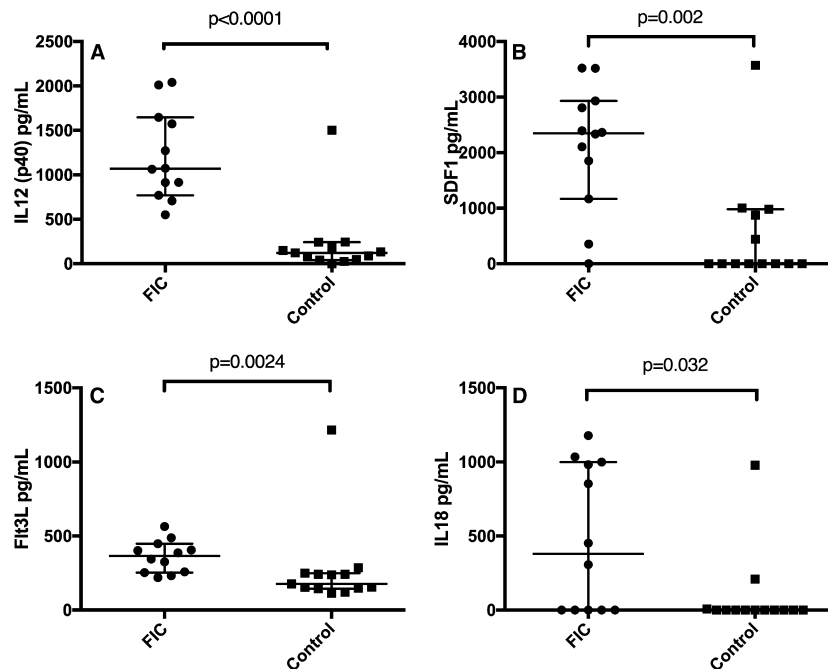 p<0.0001
A
IL12 (p40) pg/mL
2500
2000
1500
1000
500
0
FIC
Control
p=0.002
B
SDF1 pg/mL
4000
3000
2000
1000
0
FIC
Control
p=0.0024
C
Flt3L pg/mL
1500
1000
500
0
FIC
Control
p=0.032
D
IL18 pg/mL
1500
1000
500
0
FIC
Control